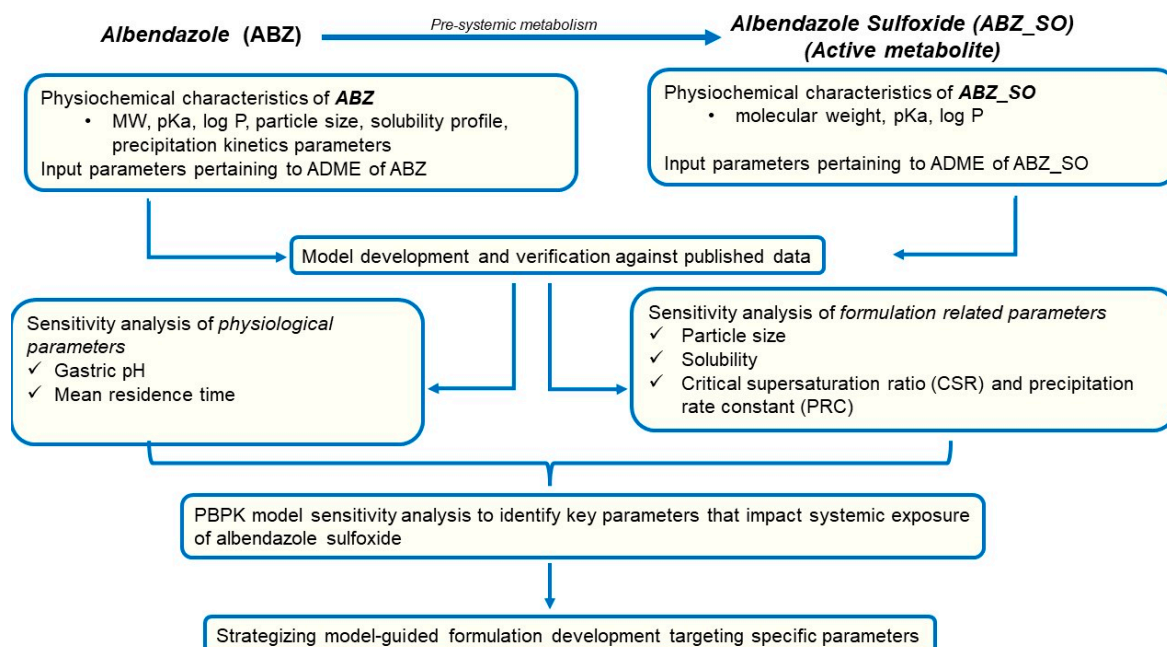 Albendazole (ABZ)
Pre-systemic metabolism
Albendazole Sulfoxide (ABZ_SO)
(Active metabolite)
Physiochemical characteristics of ABZ
• MW, pKa, log P, particle size, solubility profile,
precipitation kinetics parameters
Input parameters pertaining to ADME of ABZ
Physiochemical characteristics of ABZ_SO
• molecular weight, pKa, log P
Input parameters pertaining to ADME of ABZ_SO
Model development and verification against published data
Sensitivity analysis of physiological
parameters
✓ Gastric pH
✓ Mean residence time
Sensitivity analysis of formulation related parameters
✓ Particle size
✓ Solubility
✓ Critical supersaturation ratio (CSR) and precipitation
rate constant (PRC)
PBPK model sensitivity analysis to identify key parameters that impact systemic exposure
of albendazole sulfoxide
Strategizing model-guided formulation development targeting specific parameters